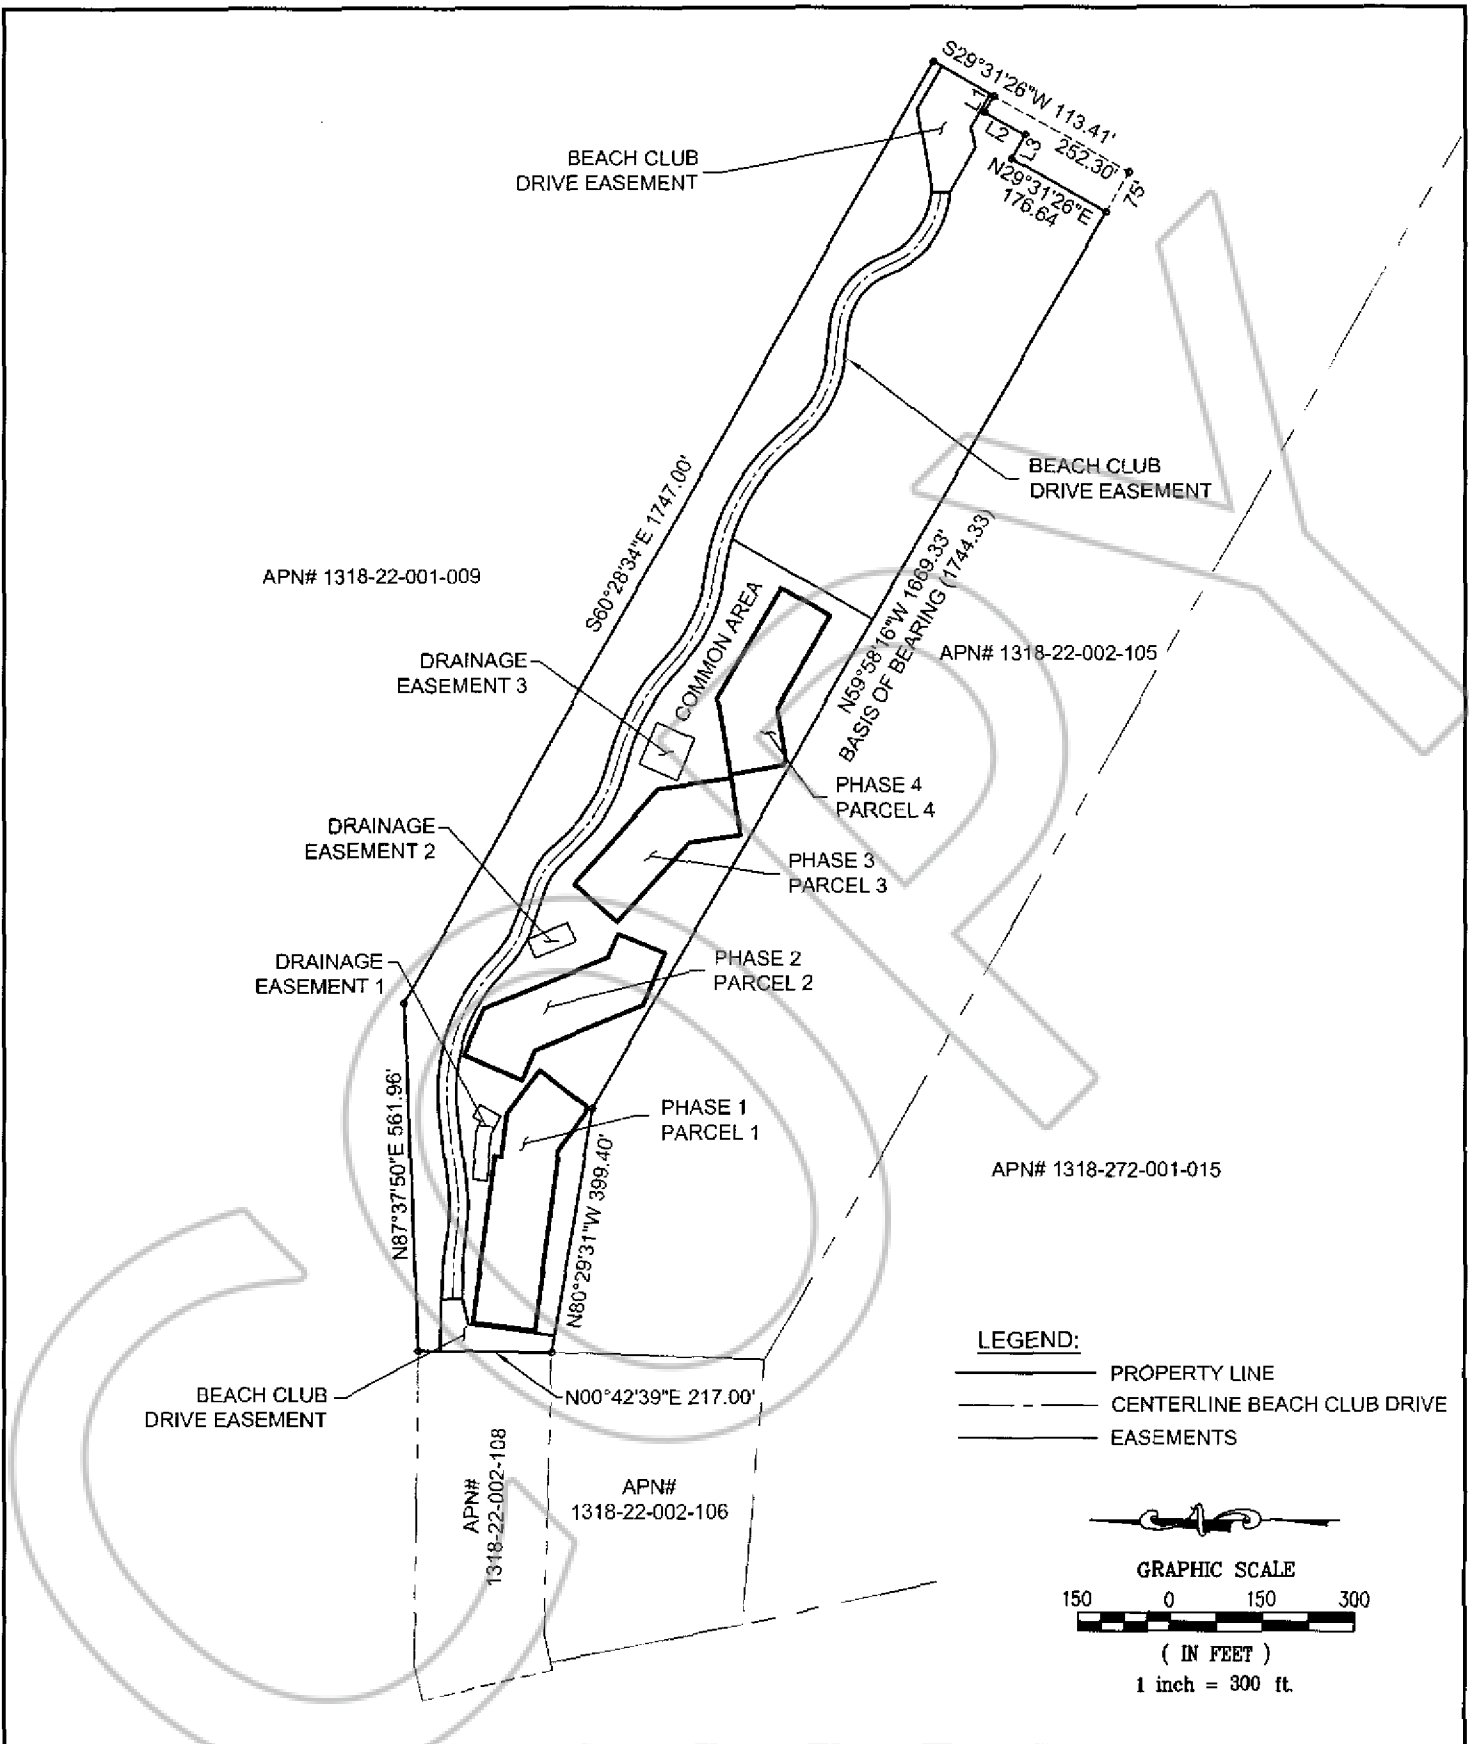 S29°31'26"W 113.41'
L1
L2
L3
252.30'
75'
N29°31'26"E
176.64
BEACH CLUB
DRIVE EASEMENT
BEACH CLUB
DRIVE EASEMENT
S60°28'34"E 1747.00'
N59°58'16"W 1669.33'
BASIS OF BEARING (1744.33)
APN# 1318-22-001-009
COMMON AREA
APN# 1318-22-002-105
DRAINAGE
EASEMENT 3
PHASE 4
PARCEL 4
DRAINAGE
EASEMENT 2
PHASE 3
PARCEL 3
DRAINAGE
EASEMENT 1
PHASE 2
PARCEL 2
PHASE 1
PARCEL 1
N87°37'50"E 561.96'
N80°29'31"W 399.40'
APN# 1318-272-001-015
BEACH CLUB
DRIVE EASEMENT
N00°42'39"E 217.00'
APN#
1318-22-002-108
APN#
1318-22-002-106
LEGEND:
PROPERTY LINE
CENTERLINE BEACH CLUB DRIVE
EASEMENTS
GRAPHIC SCALE
150 0 150 300
( IN FEET )
1 inch = 300 ft.
COPY